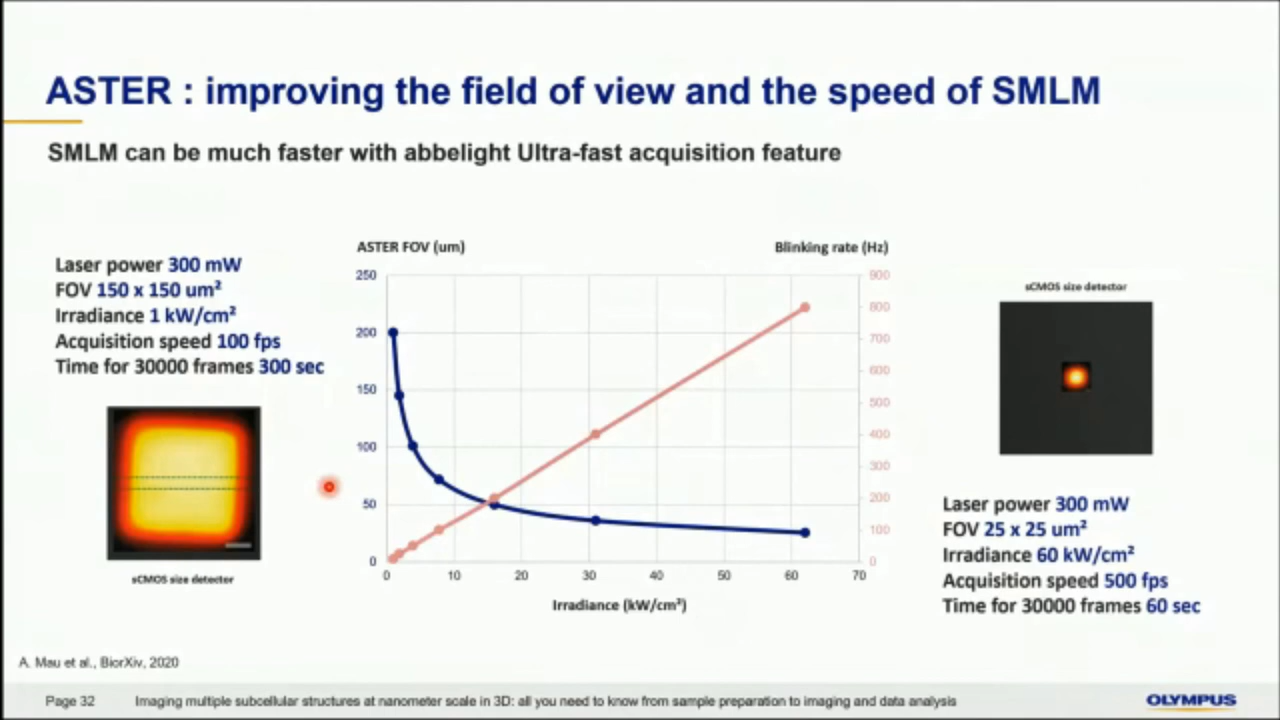 ASTER : improving the field of view and the speed of SMLM
SMLM can be much faster with abbelight Ultra-fast acquisition feature
Laser power 300 mW
FOV 150 x 150 um²
Irradiance 1 kW/cm²
Acquisition speed 100 fps
Time for 30000 frames 300 sec
sCMOS size detector
ASTER FOV (um)
Blinking rate (Hz)
250
200
150
100
50
0
900
800
700
600
500
400
300
200
100
0
0 10 20 30 40 50 60 70
Irradiance (kW/cm²)
sCMOS size detector
Laser power 300 mW
FOV 25 x 25 um²
Irradiance 60 kW/cm²
Acquisition speed 500 fps
Time for 30000 frames 60 sec
A. Mau et al., BiorXiv, 2020
Page 32 Imaging multiple subcellular structures at nanometer scale in 3D: all you need to know from sample preparation to imaging and data analysis
OLYMPUS